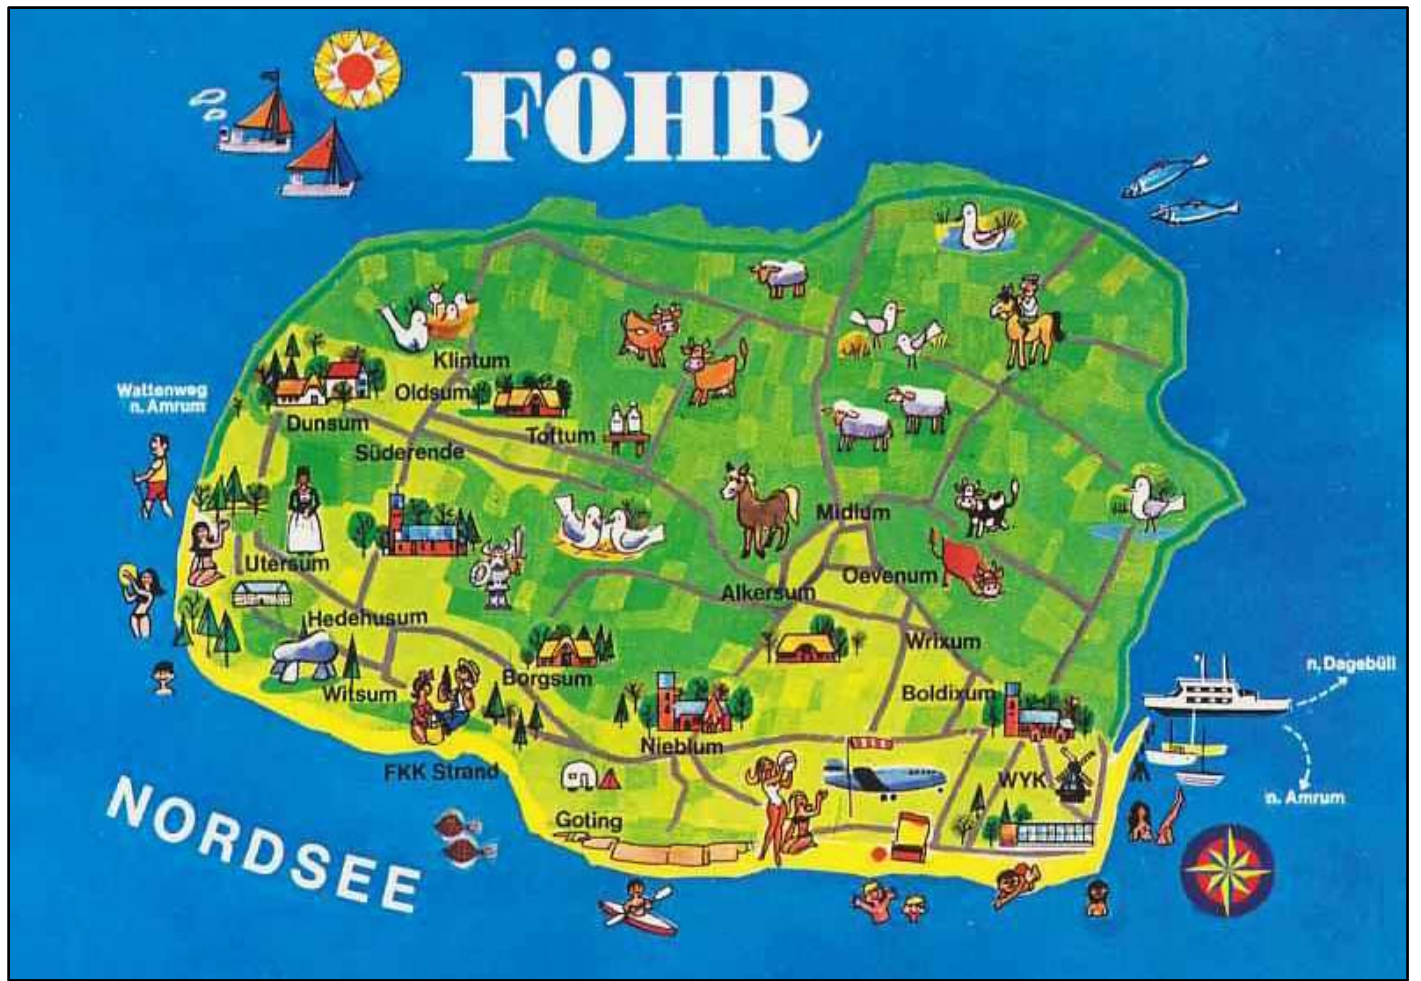 FÖHR
Klintum
Wattenweg
n. Amrum
Oldsum
Dunsum
Toftum
Süderende
Midlum
Utersum
Oevenum
Alkersum
Hedehusum
Wrixum
n. Dagebüll
Borgsum
Witsum
Boldixum
Nieblum
FKK Strand
WYK
n. Amrum
Goting
NORDSEE